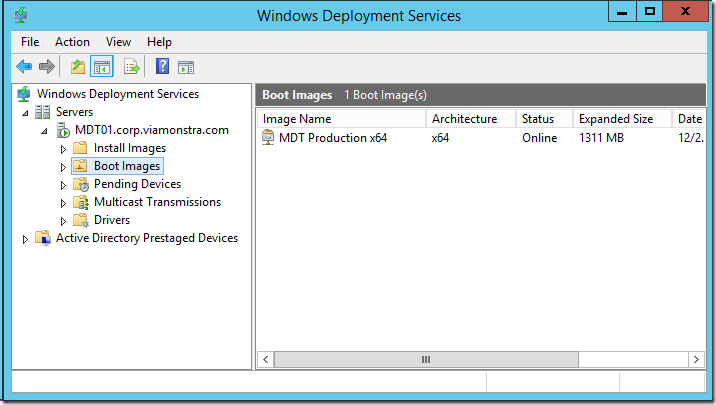 Windows Deployment Services
File Action View Help
Windows Deployment Services
Servers
MDT01.corp.viamonstra.com
Install Images
Boot Images
Pending Devices
Multicast Transmissions
Drivers
Active Directory Prestaged Devices
Boot Images 1 Boot Image(s)
Image Name Architecture Status Expanded Size Date
MDT Production x64 x64 Online 1311 MB 12/2.